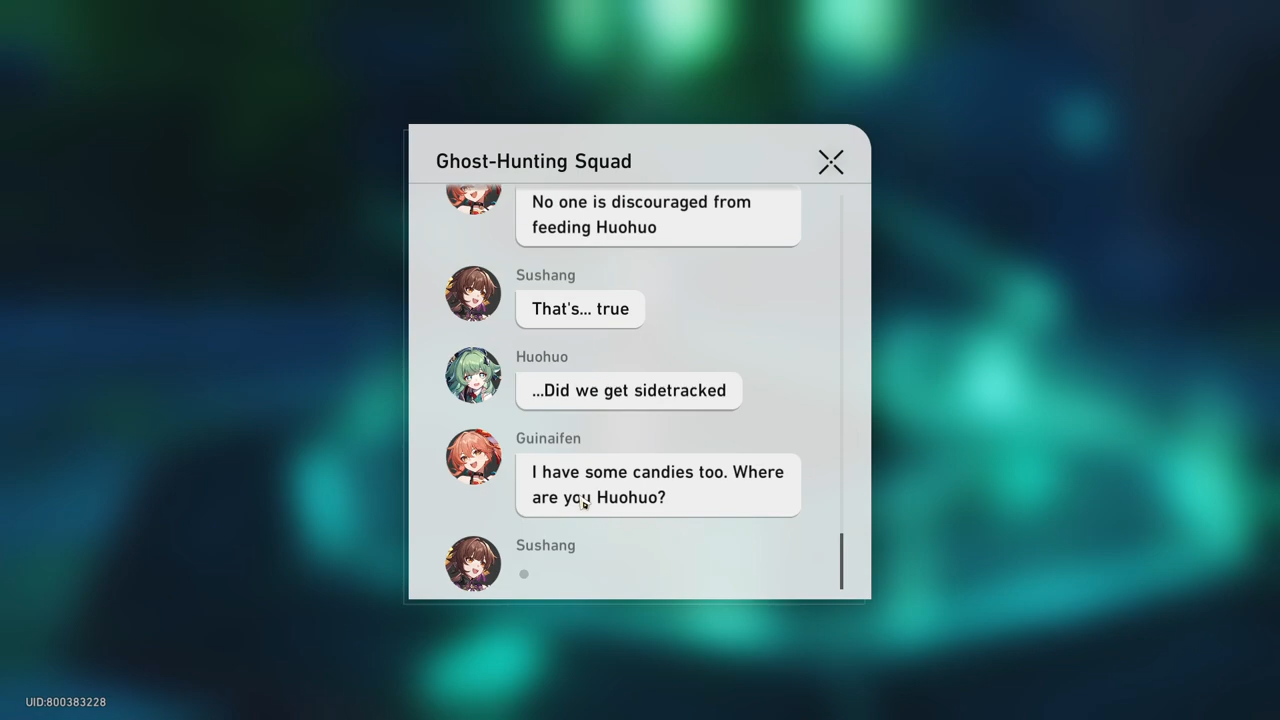 Ghost-Hunting Squad
No one is discouraged from
feeding Huohuo
Sushang
That's... true
Huohuo
...Did we get sidetracked
Guinaifen
I have some candies too. Where
are you Huohuo?
Sushang
UID:800383228